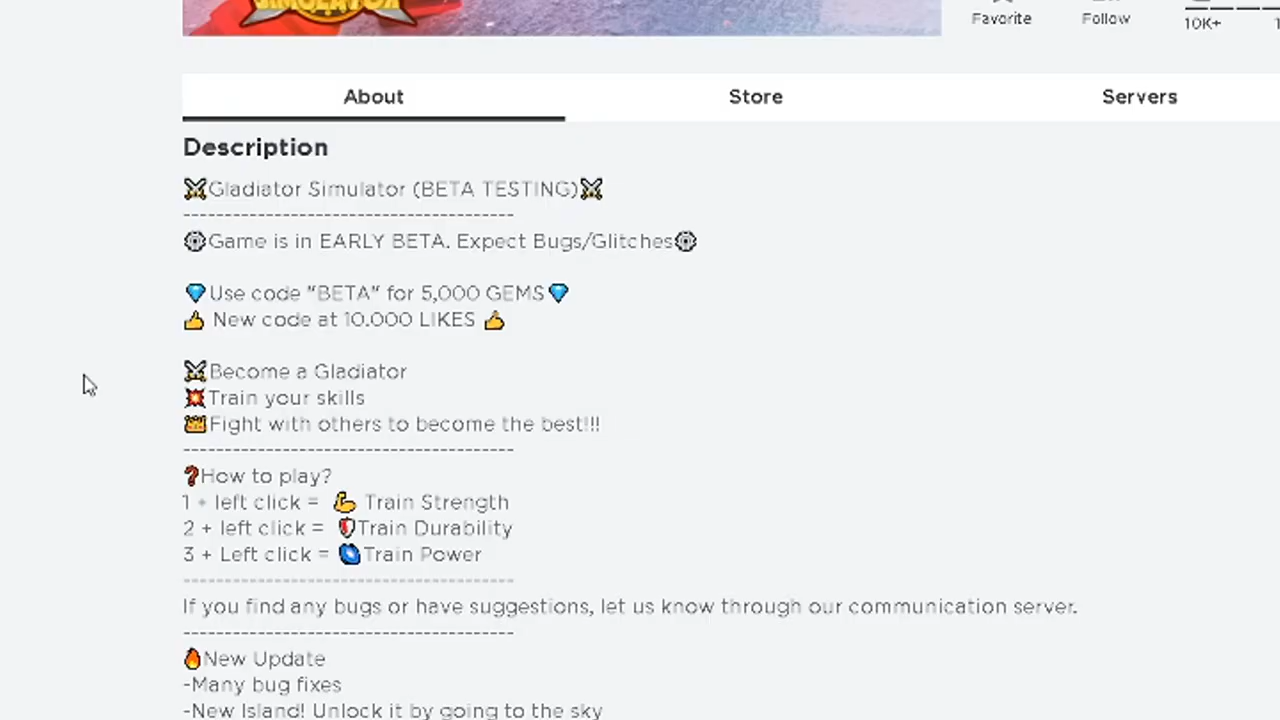 SIMULATOR
Favorite
Follow
10K+
About
Store
Servers
Description
⚔️Gladiator Simulator (BETA TESTING)⚔️
----------------------------------------
Game is in EARLY BETA. Expect Bugs/Glitches
💎Use code "BETA" for 5,000 GEMS💎
👍 New code at 10.000 LIKES 👍
⚔️Become a Gladiator
💥Train your skills
👑Fight with others to become the best!!!
----------------------------------------
❓How to play?
1 + left click = 💪 Train Strength
2 + left click = 🛡Train Durability
3 + Left click = 🌀Train Power
----------------------------------------
If you find any bugs or have suggestions, let us know through our communication server.
----------------------------------------
🔥New Update
-Many bug fixes
-New Island! Unlock it by going to the sky